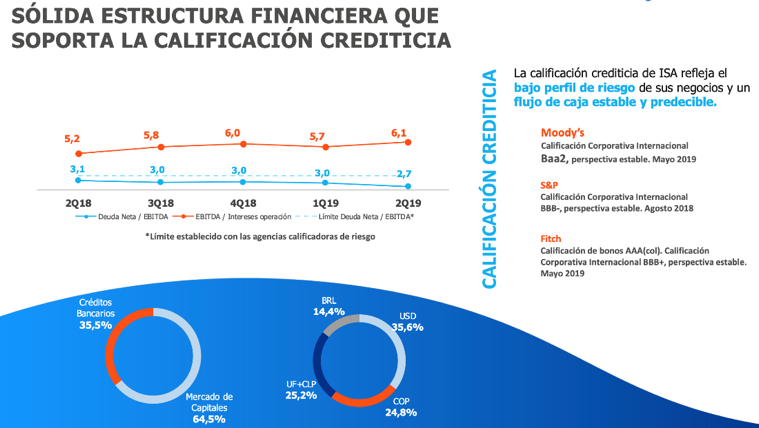 SÓLIDA ESTRUCTURA FINANCIERA QUE
SOPORTA LA CALIFICACIÓN CREDITICIA
5,2 5,8 6,0 5,7 6,1
3,1 3,0 3,0 3,0 2,7
2Q18 3Q18 4Q18 1Q19 2Q19
Deuda Neta / EBITDA EBITDA / Intereses operación Límite Deuda Neta / EBITDA*
*Límite establecido con las agencias calificadoras de riesgo
CALIFICACIÓN CREDITICIA
La calificación crediticia de ISA refleja el
bajo perfil de riesgo de sus negocios y un
flujo de caja estable y predecible.
Moody's
Calificación Corporativa Internacional
Baa2, perspectiva estable. Mayo 2019
S&P
Calificación Corporativa Internacional
BBB-, perspectiva estable. Agosto 2018
Fitch
Calificación de bonos AAA(col). Calificación
Corporativa Internacional BBB+, perspectiva estable.
Mayo 2019
Créditos
Bancarios
35,5%
Mercado de
Capitales
64,5%
BRL
14,4%
USD
35,6%
UF+CLP
25,2%
COP
24,8%